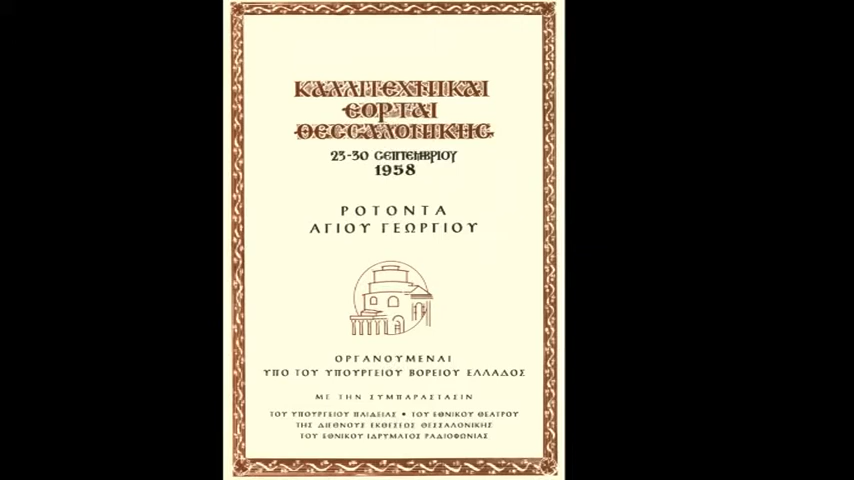 ΚΑΛΛΙΤΕΧΝΙΚΑΙ
ΕΟΡΤΑΙ
ΘΕΣΣΑΛΟΝΙΚΗΣ
23-30 ΣΕΠΤΕΜΒΡΙΟΥ
1958
ΡΟΤΟΝΤΑ
ΑΓΙΟΥ ΓΕΩΡΓΙΟΥ
ΟΡΓΑΝΟΥΜΕΝΑΙ
ΥΠΟ ΤΟΥ ΥΠΟΥΡΓΕΙΟΥ ΒΟΡΕΙΟΥ ΕΛΛΑΔΟΣ
ΜΕ ΤΗΝ ΣΥΜΠΑΡΑΣΤΑΣΙΝ
ΤΟΥ ΥΠΟΥΡΓΕΙΟΥ ΠΑΙΔΕΙΑΣ • ΤΟΥ ΕΘΝΙΚΟΥ ΘΕΑΤΡΟΥ
ΤΗΣ ΔΙΕΘΝΟΥΣ ΕΚΘΕΣΕΩΣ ΘΕΣΣΑΛΟΝΙΚΗΣ
ΤΟΥ ΕΘΝΙΚΟΥ ΙΔΡΥΜΑΤΟΣ ΡΑΔΙΟΦΩΝΙΑΣ